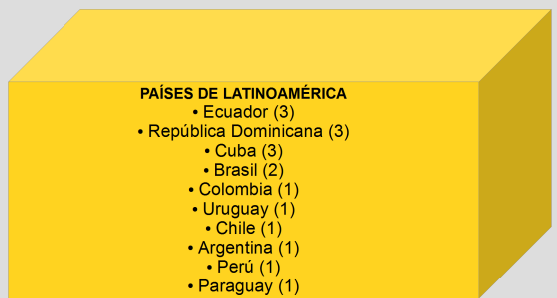 PAÍSES DE LATINOAMÉRICA
• Ecuador (3)
• República Dominicana (3)
• Cuba (3)
• Brasil (2)
• Colombia (1)
• Uruguay (1)
• Chile (1)
• Argentina (1)
• Perú (1)
• Paraguay (1)